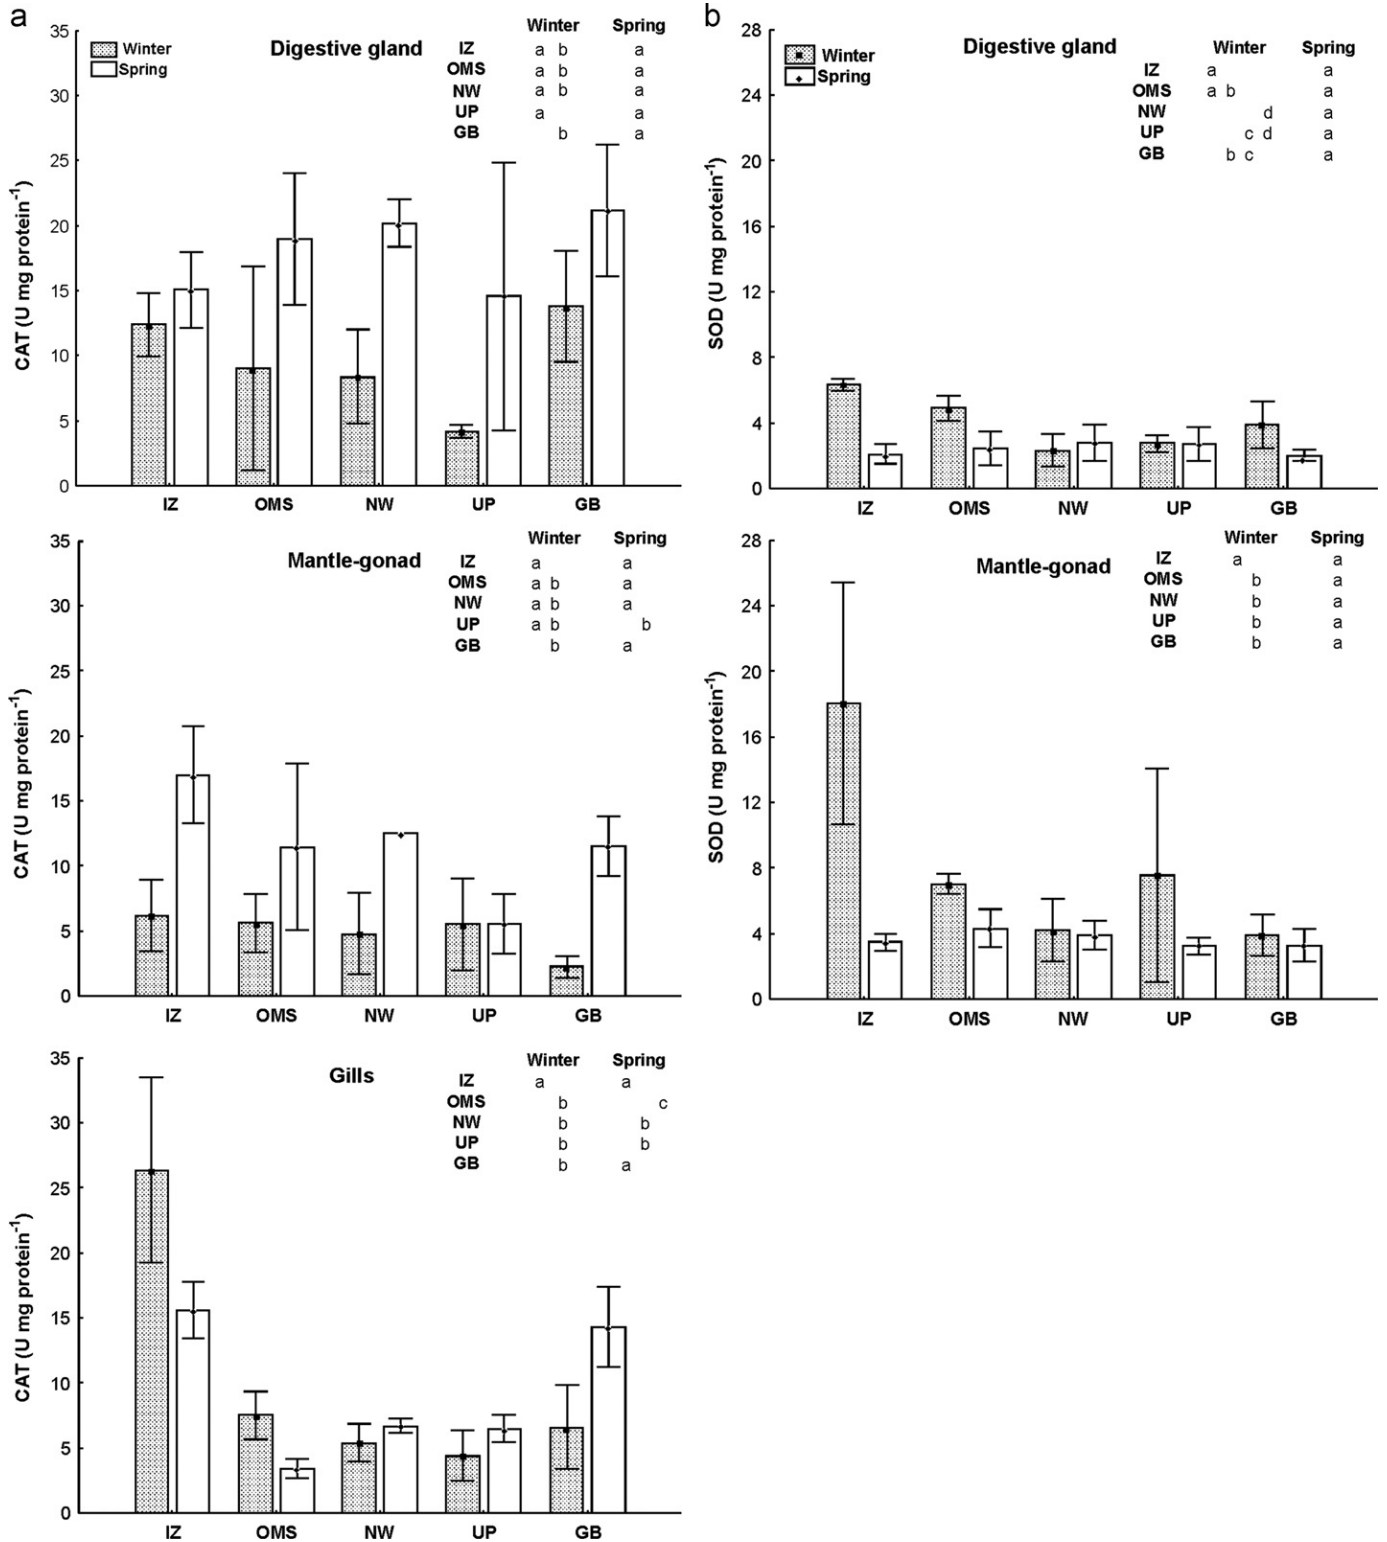 a
35
30
25
20
15
10
5
0
CAT (U mg protein-1)
Winter
Spring
Digestive gland
Winter Spring
IZ a b a
OMS a b a
NW a b a
UP a a
GB b a
IZ OMS NW UP GB
35
30
25
20
15
10
5
0
CAT (U mg protein-1)
Mantle-gonad
Winter Spring
IZ a a
OMS a b a
NW a b a
UP a b b
GB b a
IZ OMS NW UP GB
35
30
25
20
15
10
5
0
CAT (U mg protein-1)
Gills
Winter Spring
IZ a a
OMS b c
NW b b
UP b b
GB b a
IZ OMS NW UP GB
b
28
24
20
16
12
8
4
0
SOD (U mg protein-1)
Winter
Spring
Digestive gland
Winter Spring
IZ a a
OMS a b a
NW d a
UP c d a
GB b c a
IZ OMS NW UP GB
28
24
20
16
12
8
4
0
SOD (U mg protein-1)
Mantle-gonad
Winter Spring
IZ a a
OMS b a
NW b a
UP b a
GB b a
IZ OMS NW UP GB